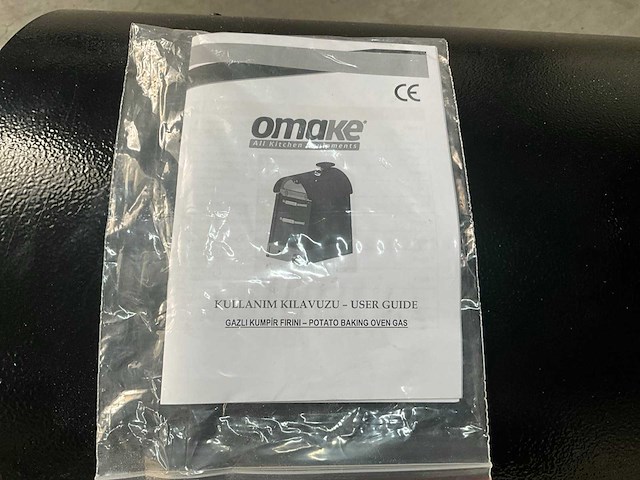 CE
omake®
All Kitchen Equipments
KULLANIM KILAVUZU – USER GUIDE
GAZLI KUMPİR FIRINI – POTATO BAKING OVEN GAS